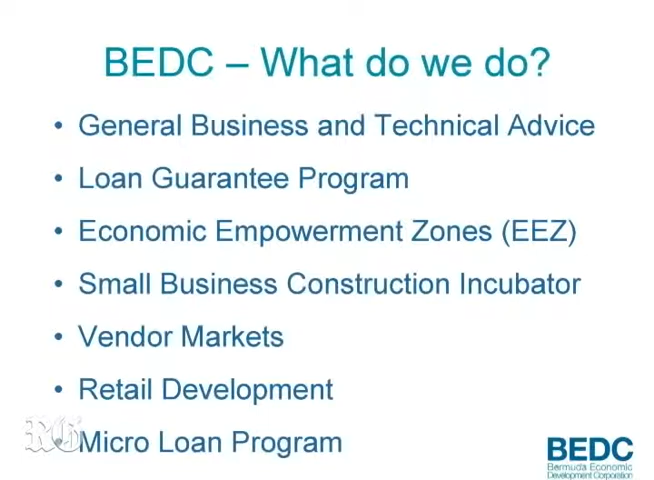 BEDC – What do we do?
• General Business and Technical Advice
• Loan Guarantee Program
• Economic Empowerment Zones (EEZ)
• Small Business Construction Incubator
• Vendor Markets
• Retail Development
• Micro Loan Program
RG
BEDC
Bermuda Economic
Development Corporation